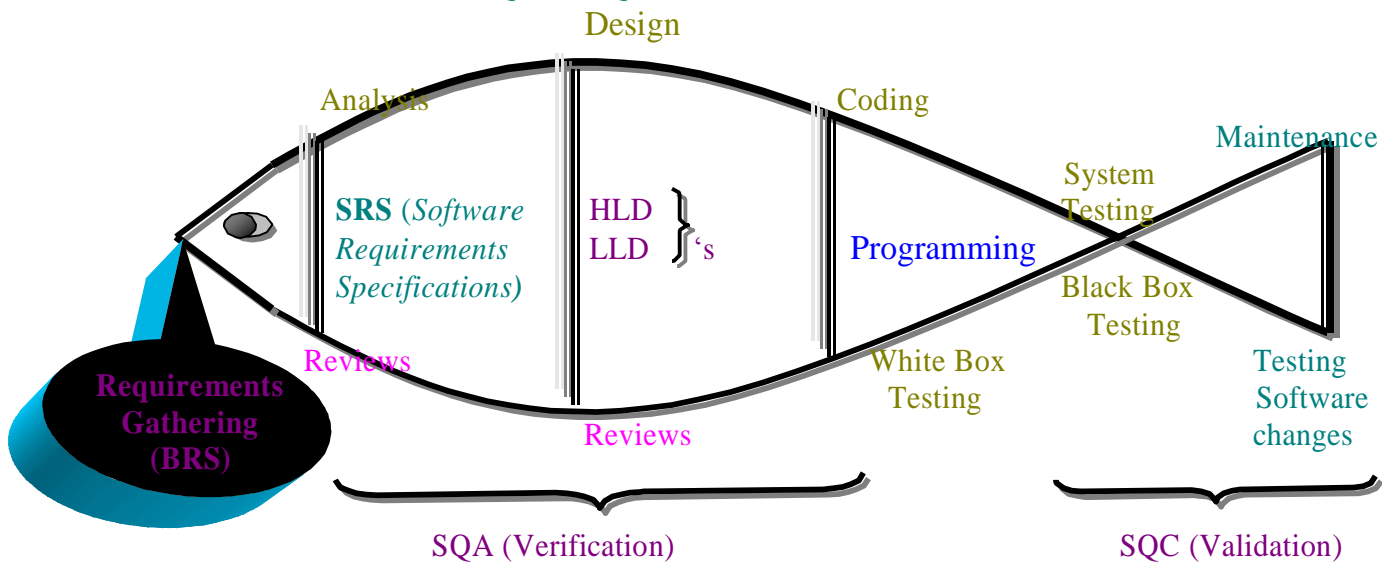 Design
Analysis
Coding
Maintenance
System
Testing
SRS (Software
Requirements
Specifications)
HLD
LLD
‘s
Programming
Black Box
Testing
Reviews
White Box
Testing
Testing
Software
changes
Requirements
Gathering
(BRS)
Reviews
SQA (Verification)
SQC (Validation)